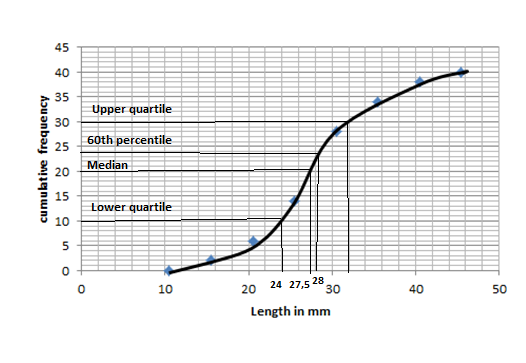 45
40
35
30
25
20
15
10
5
0
cumulative frequency
Upper quartile
60th percentile
Median
Lower quartile
24 27,5 28
0 10 20 30 40 50
Length in mm